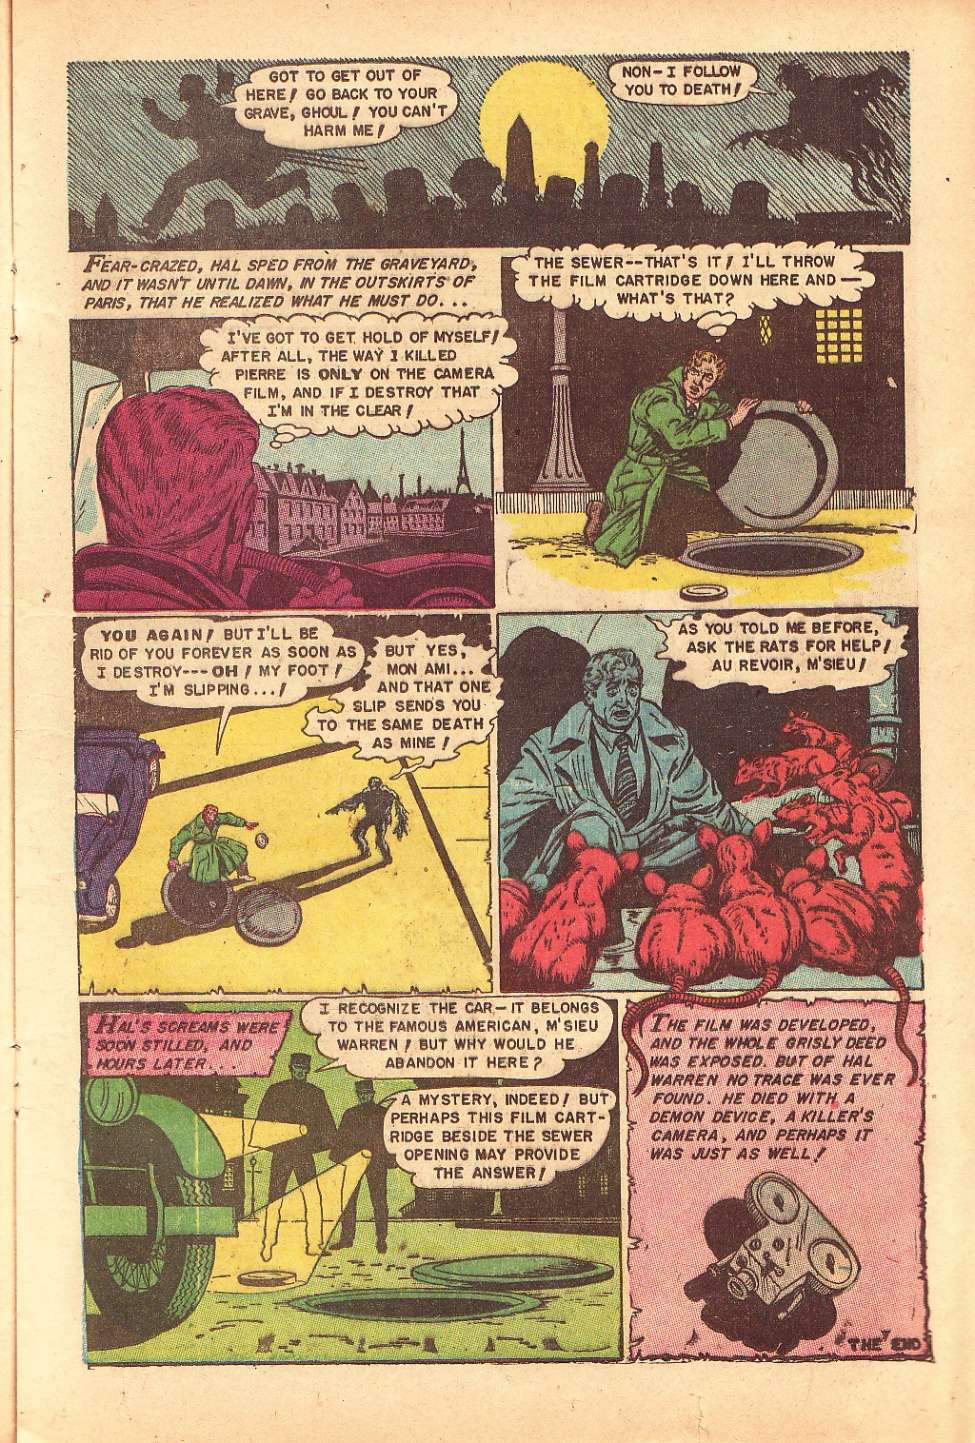 GOT TO GET OUT OF
HERE! GO BACK TO YOUR
GRAVE, GHOUL! YOU CAN'T
HARM ME!
NON-I FOLLOW
YOU TO DEATH!
FEAR-CRAZED, HAL SPED FROM THE GRAVEYARD,
AND IT WASN'T UNTIL DAWN, IN THE OUTSKIRTS OF
PARIS, THAT HE REALIZED WHAT HE MUST DO...
I'VE GOT TO GET HOLD OF MYSELF!
AFTER ALL, THE WAY I KILLED
PIERRE IS ONLY ON THE CAMERA
FILM, AND IF I DESTROY THAT
I'M IN THE CLEAR!
THE SEWER--THAT'S IT! I'LL THROW
THE FILM CARTRIDGE DOWN HERE AND—
WHAT'S THAT?
YOU AGAIN! BUT I'LL BE
RID OF YOU FOREVER AS SOON AS
I DESTROY---OH! MY FOOT!
I'M SLIPPING...!
BUT YES,
MON AMI...
AND THAT ONE
SLIP SENDS YOU
TO THE SAME DEATH
AS MINE!
AS YOU TOLD ME BEFORE,
ASK THE RATS FOR HELP!
AU REVOIR, M'SIEU!
HAL'S SCREAMS WERE
SOON STILLED, AND
HOURS LATER...
I RECOGNIZE THE CAR-IT BELONGS
TO THE FAMOUS AMERICAN, M'SIEU
WARREN! BUT WHY WOULD HE
ABANDON IT HERE?
A MYSTERY, INDEED! BUT
PERHAPS THIS FILM CART-
RIDGE BESIDE THE SEWER
OPENING MAY PROVIDE
THE ANSWER!
THE FILM WAS DEVELOPED,
AND THE WHOLE GRISLY DEED
WAS EXPOSED. BUT OF HAL
WARREN NO TRACE WAS EVER
FOUND. HE DIED WITH A
DEMON DEVICE, A KILLER'S
CAMERA, AND PERHAPS IT
WAS JUST AS WELL!
THE END